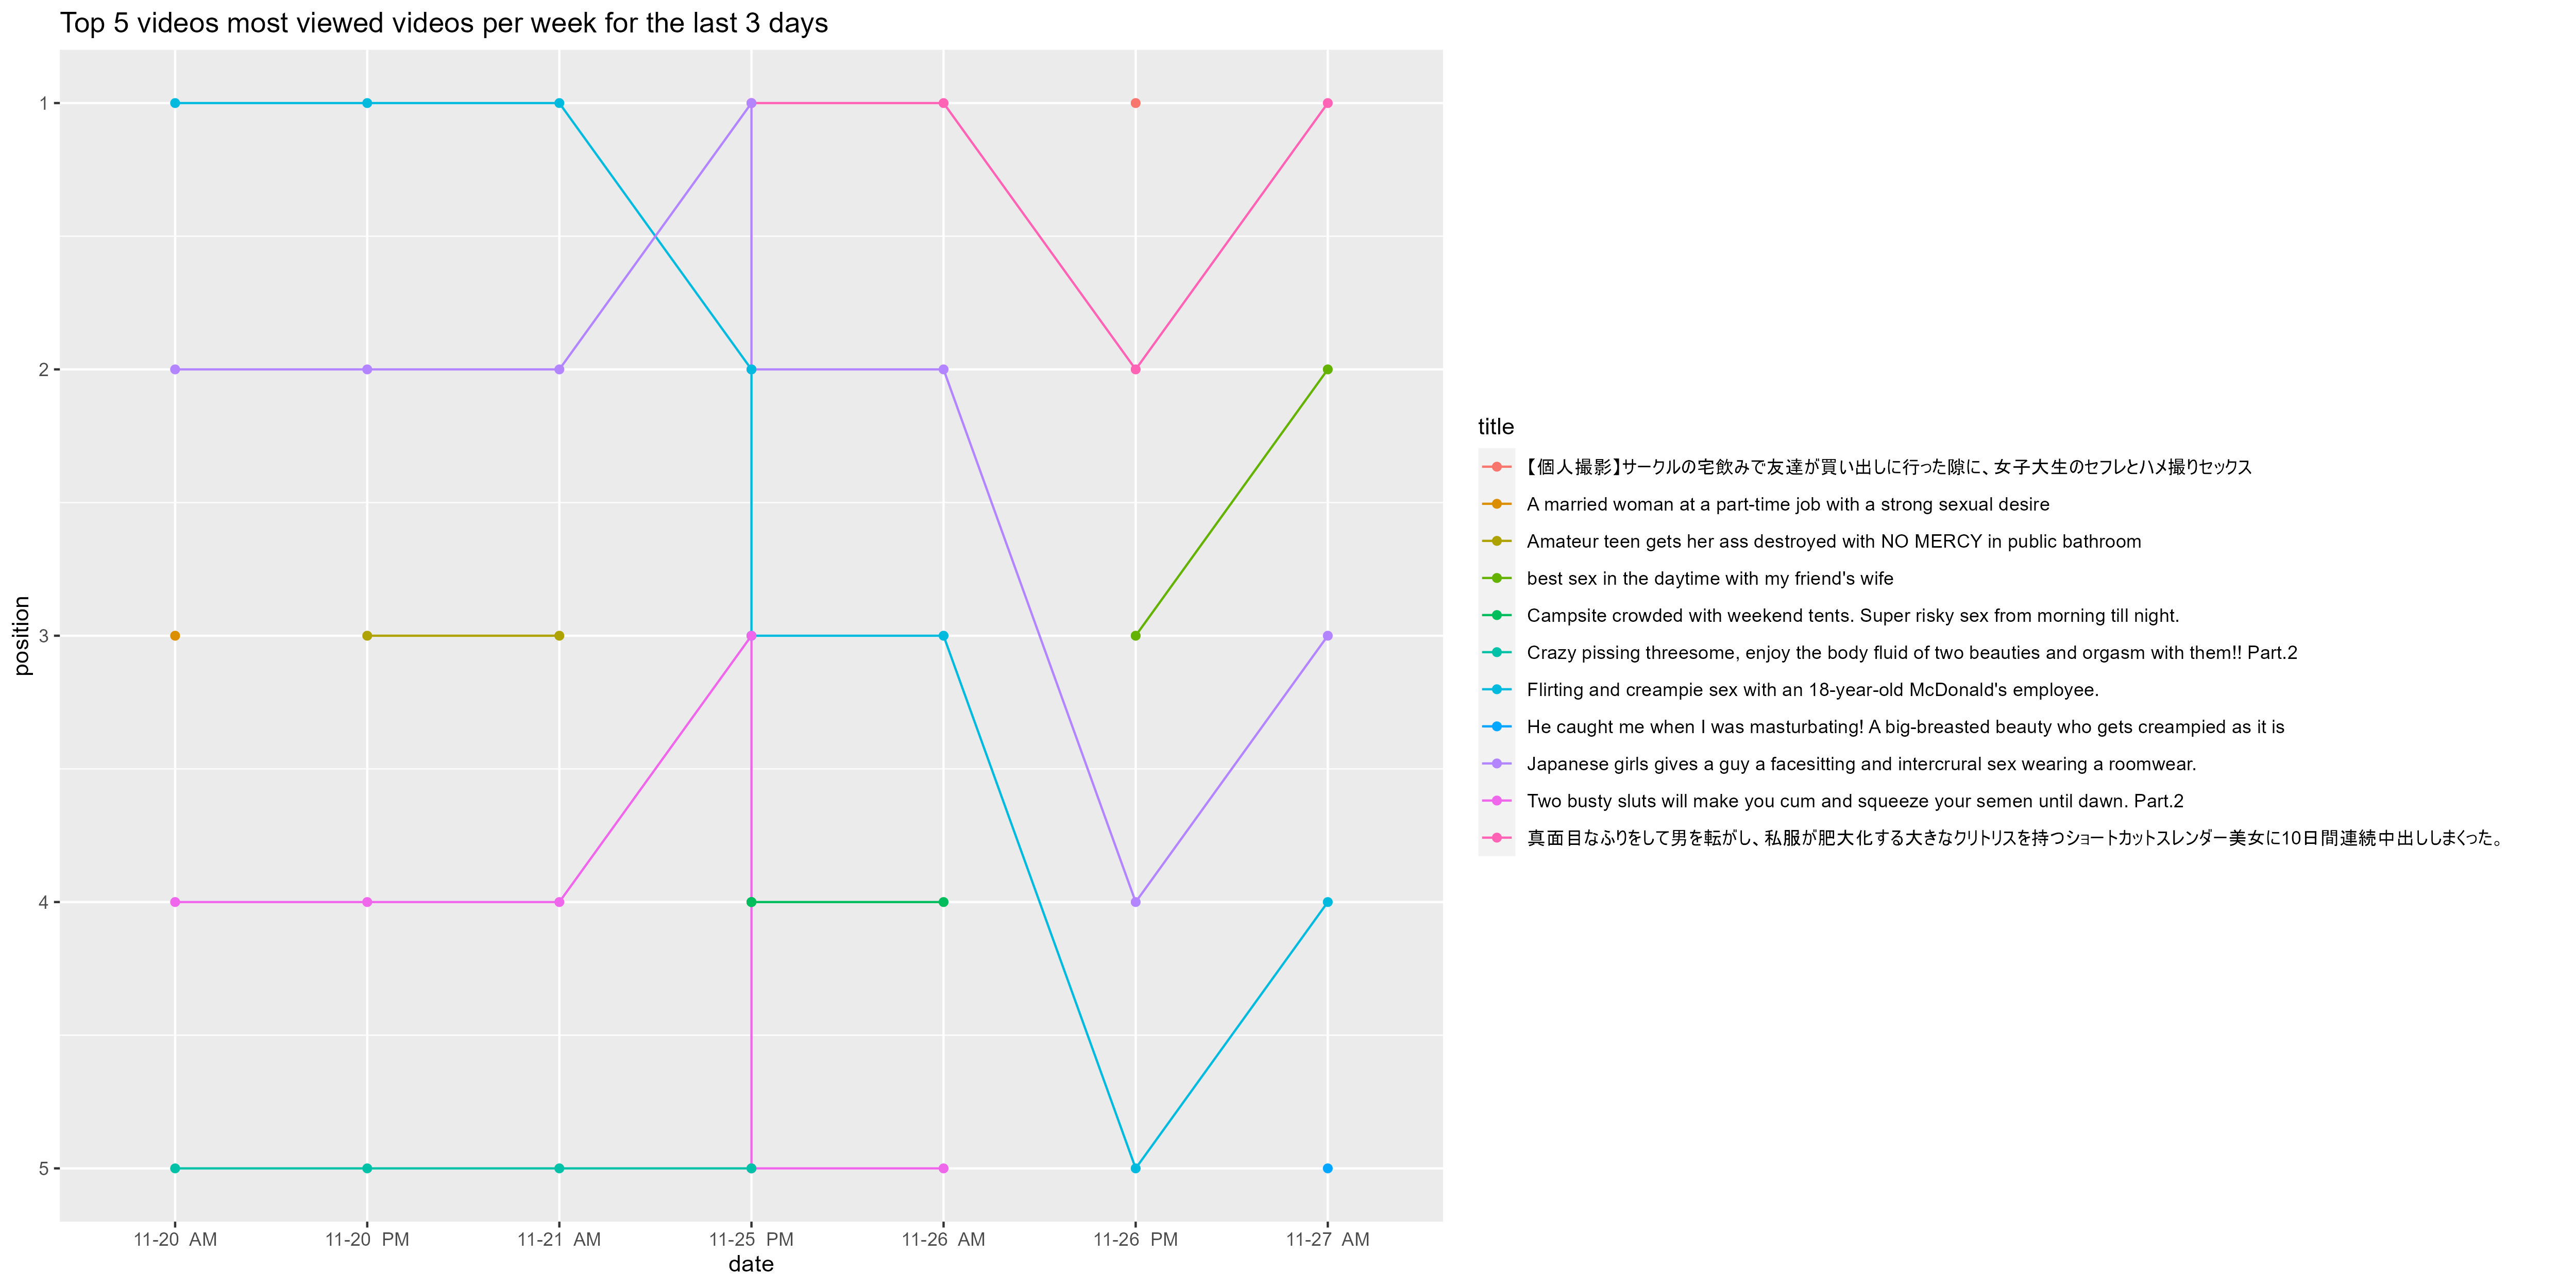 Top 5 videos most viewed videos per week for the last 3 days
position
1
2
3
4
5
11-20 AM
11-20 PM
11-21 AM
11-25 PM
11-26 AM
11-26 PM
11-27 AM
date
title
【個人撮影】サークルの宅飲みで友達が買い出しに行った隙に、女子大生のセフレとハメ撮りセックス
A married woman at a part-time job with a strong sexual desire
Amateur teen gets her ass destroyed with NO MERCY in public bathroom
best sex in the daytime with my friend's wife
Campsite crowded with weekend tents. Super risky sex from morning till night.
Crazy pissing threesome, enjoy the body fluid of two beauties and orgasm with them!! Part.2
Flirting and creampie sex with an 18-year-old McDonald's employee.
He caught me when I was masturbating! A big-breasted beauty who gets creampied as it is
Japanese girls gives a guy a facesitting and intercrural sex wearing a roomwear.
Two busty sluts will make you cum and squeeze your semen until dawn. Part.2
真面目なふりをして男を転がし、私服が肥大化する大きなクリトリスを持つショートカットスレンダー美女に10日間連続中出ししまくった。